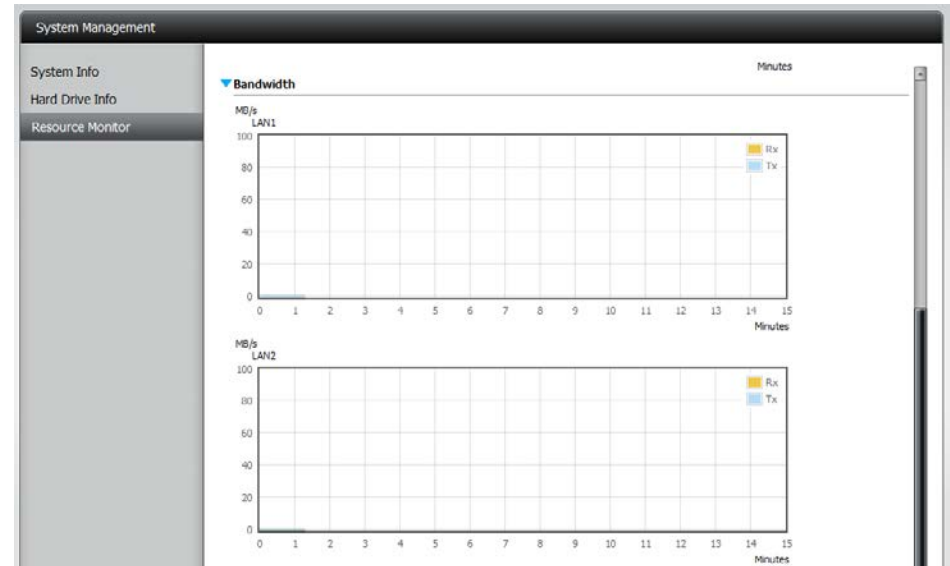 System Management
System Info
Hard Drive Info
Resource Monitor
Minutes
Bandwidth
MB/s
LAN1
100
80
60
40
20
0
Rx
Tx
0 1 2 3 4 5 6 7 8 9 10 11 12 13 14 15
Minutes
MB/s
LAN2
100
80
60
40
20
0
Rx
Tx
0 1 2 3 4 5 6 7 8 9 10 11 12 13 14 15
Minutes